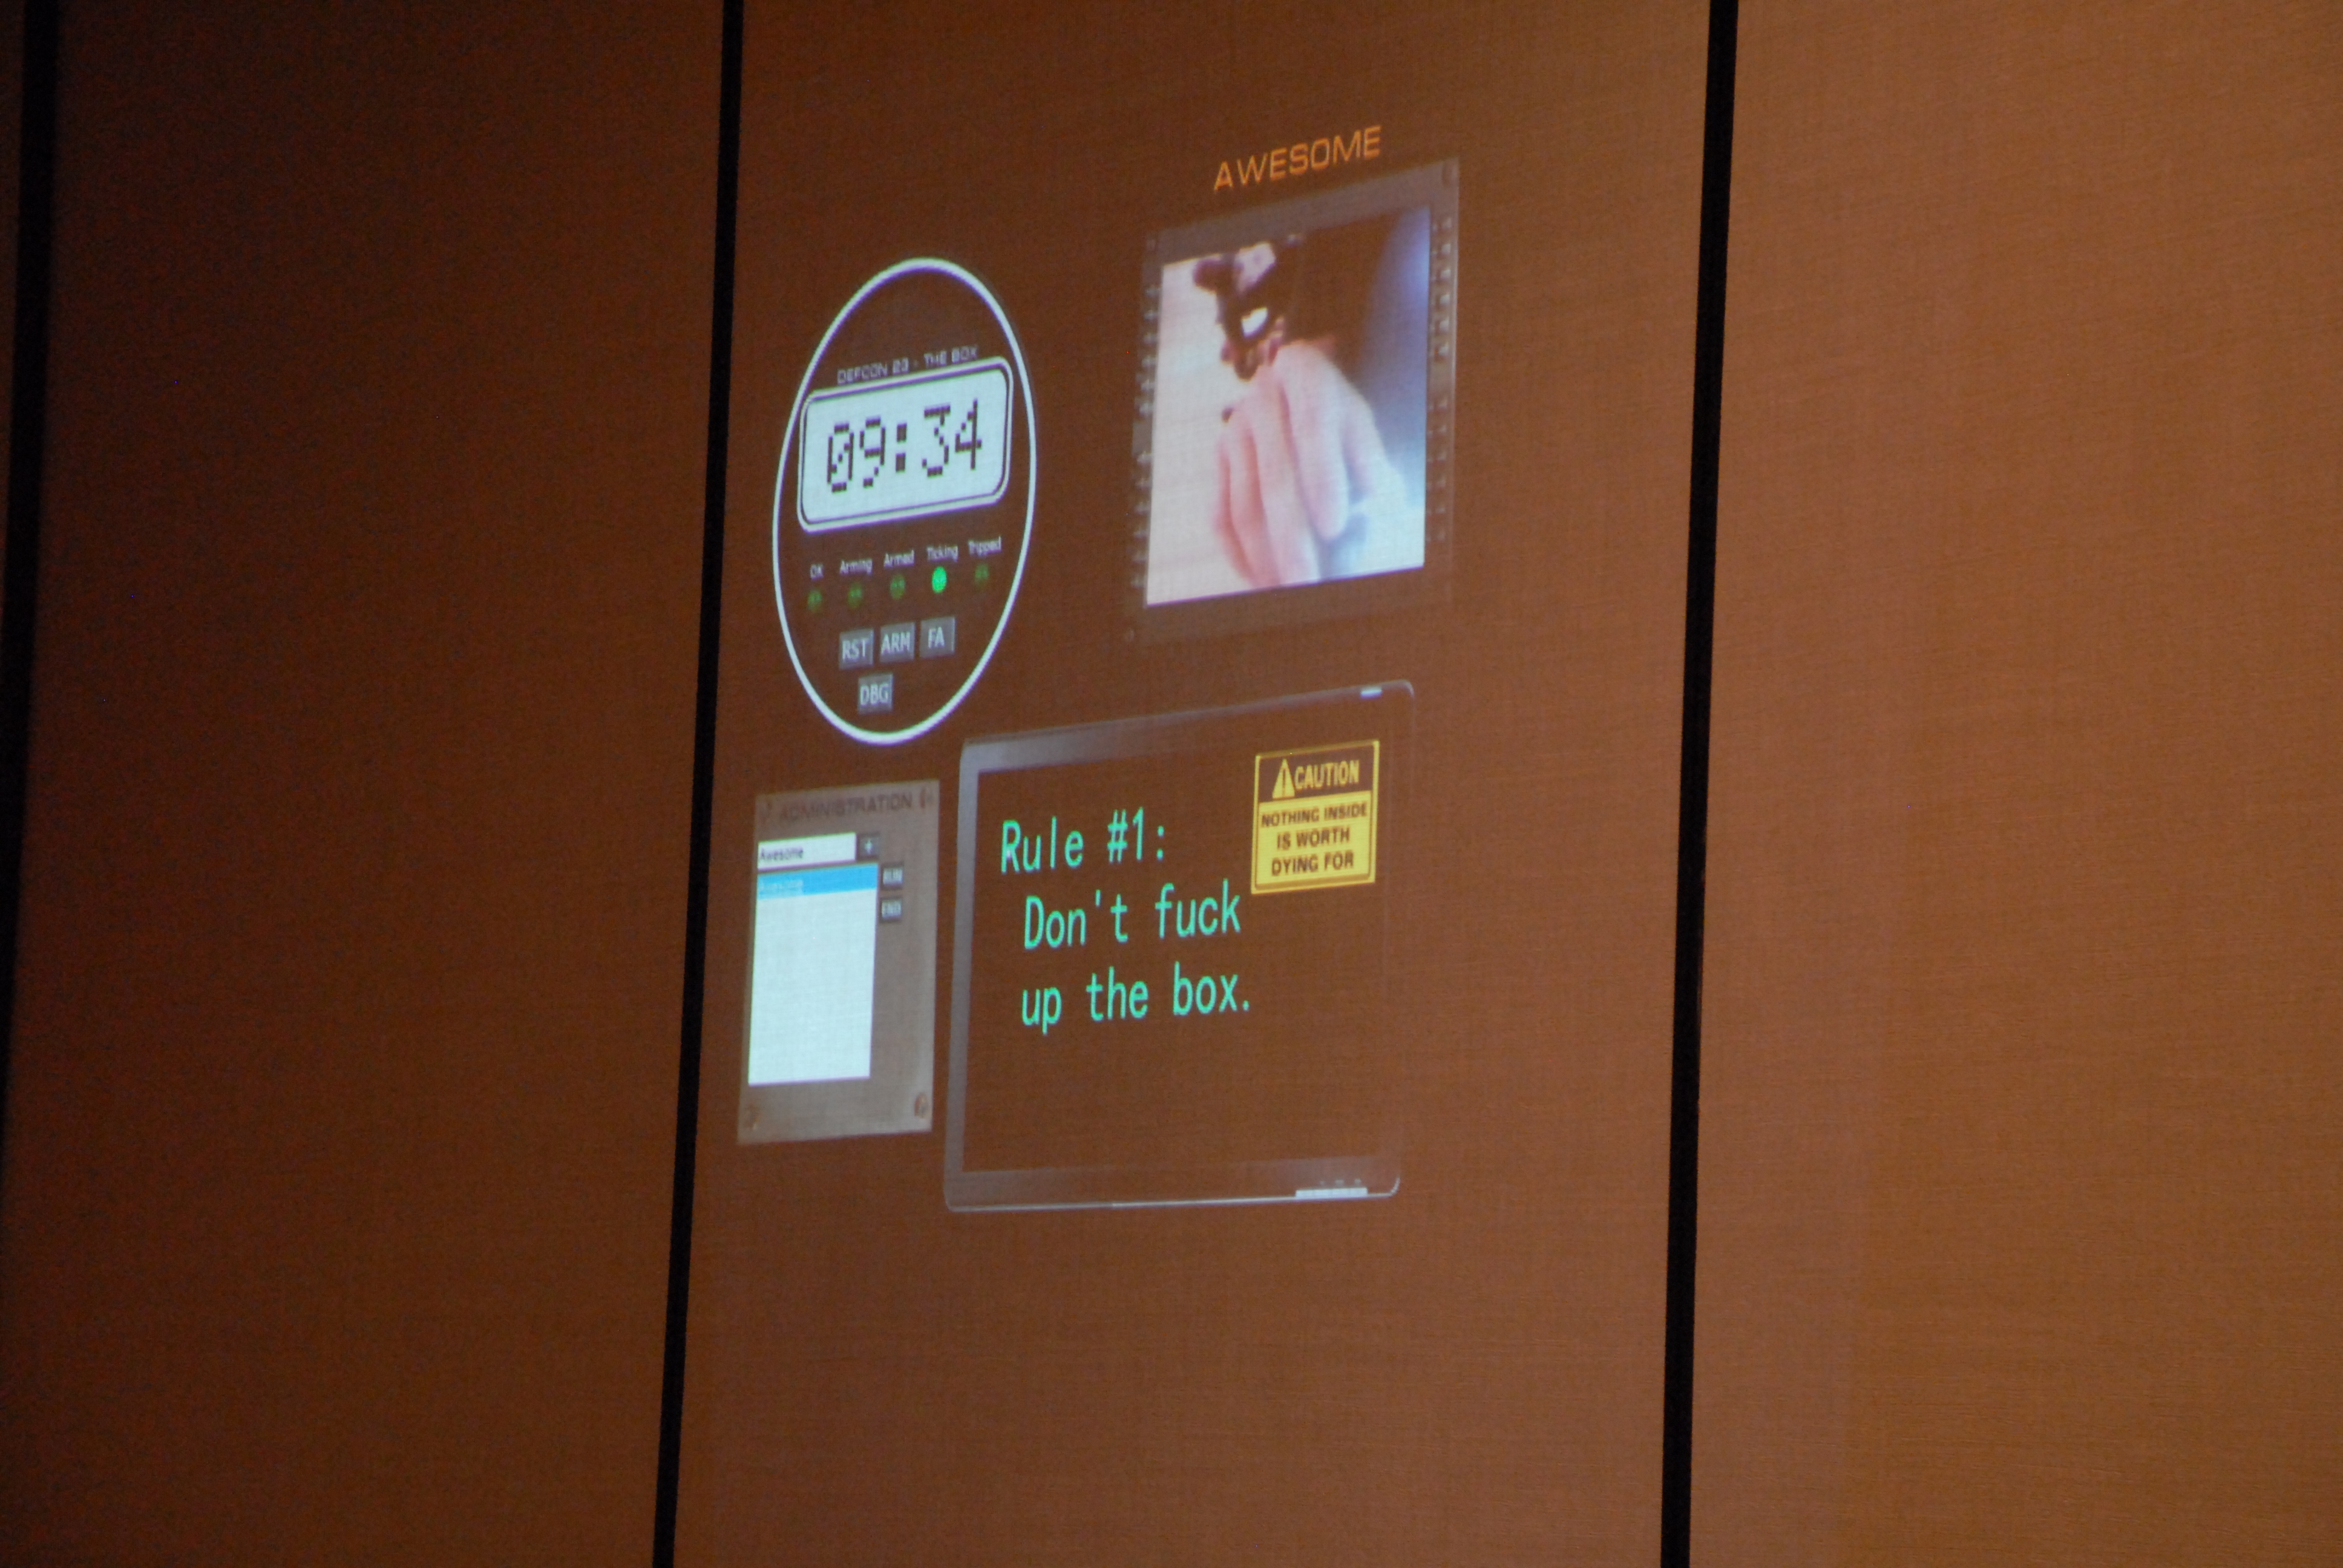 AWESOME
DEFCON 23 - THE BOX
09:34
OK Arming Armed Ticking Tripped
RST ARM FA
DBG
ADMINISTRATION
Awesome +
Awesome
RUN
END
CAUTION
NOTHING INSIDE
IS WORTH
DYING FOR
Rule #1:
Don't fuck
up the box.